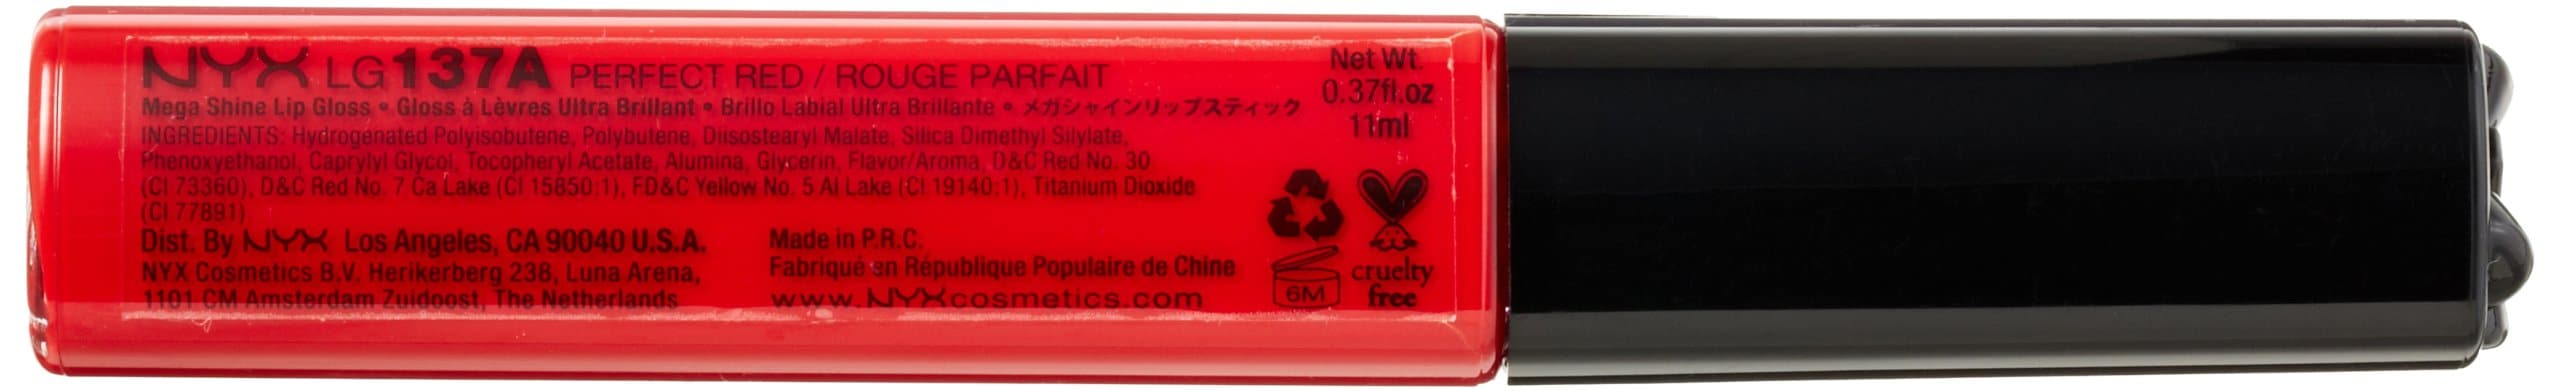 NYX LG137A PERFECT RED / ROUGE PARFAIT
Mega Shine Lip Gloss • Gloss à Lèvres Ultra Brillant • Brillo Labial Ultra Brillante • メガシャインリップスティック
INGREDIENTS: Hydrogenated Polyisobutene, Polybutene, Diisostearyl Malate, Silica Dimethyl Silylate,
Phenoxyethanol, Caprylyl Glycol, Tocopheryl Acetate, Alumina, Glycerin, Flavor/Aroma, D&C Red No. 30
(CI 73360), D&C Red No. 7 Ca Lake (CI 15850:1), FD&C Yellow No. 5 Al Lake (CI 19140:1), Titanium Dioxide
(CI 77891)
Dist. By NYX Los Angeles, CA 90040 U.S.A.
NYX Cosmetics B.V. Herikerberg 238, Luna Arena,
1101 CM Amsterdam Zuidoost, The Netherlands
Made in P.R.C.
Fabriqué en République Populaire de Chine
www.NYXcosmetics.com
Net Wt.
0.37fl.oz
11ml
6M
cruelty
free